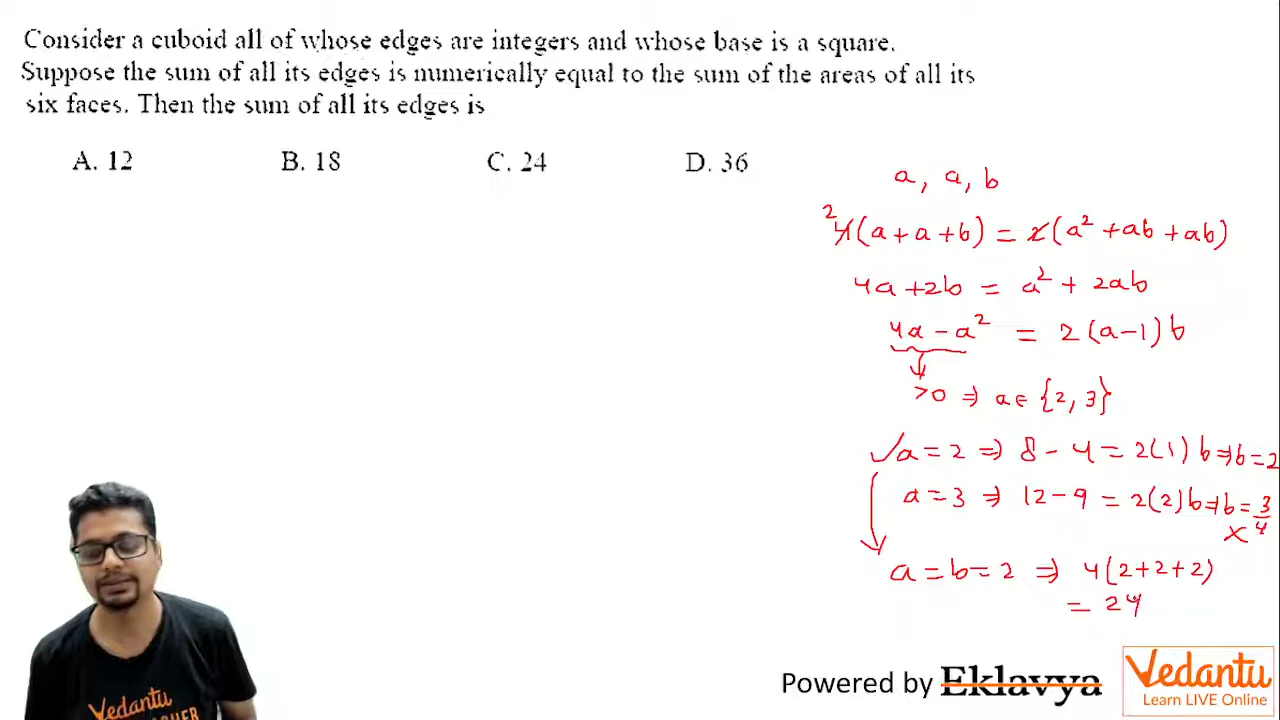 Consider a cuboid all of whose edges are integers and whose base is a square.
Suppose the sum of all its edges is numerically equal to the sum of the areas of all its
six faces. Then the sum of all its edges is
A. 12 B. 18 C. 24 D. 36
a, a, b
2 4(a+a+b) = 2(a² + ab + ab)
4a+2b = a² + 2ab
4a - a² = 2(a-1)b
>0 ⇒ a ∈ {2, 3}
✓a = 2 ⇒ 8 - 4 = 2(1)b ⇒ b = 2
a = 3 ⇒ 12 - 9 = 2(2)b ⇒ b = 3/4
×
a = b = 2 ⇒ 4(2+2+2)
= 24
Vedantu
Powered by Eklavya
Vedantu
Learn LIVE Online